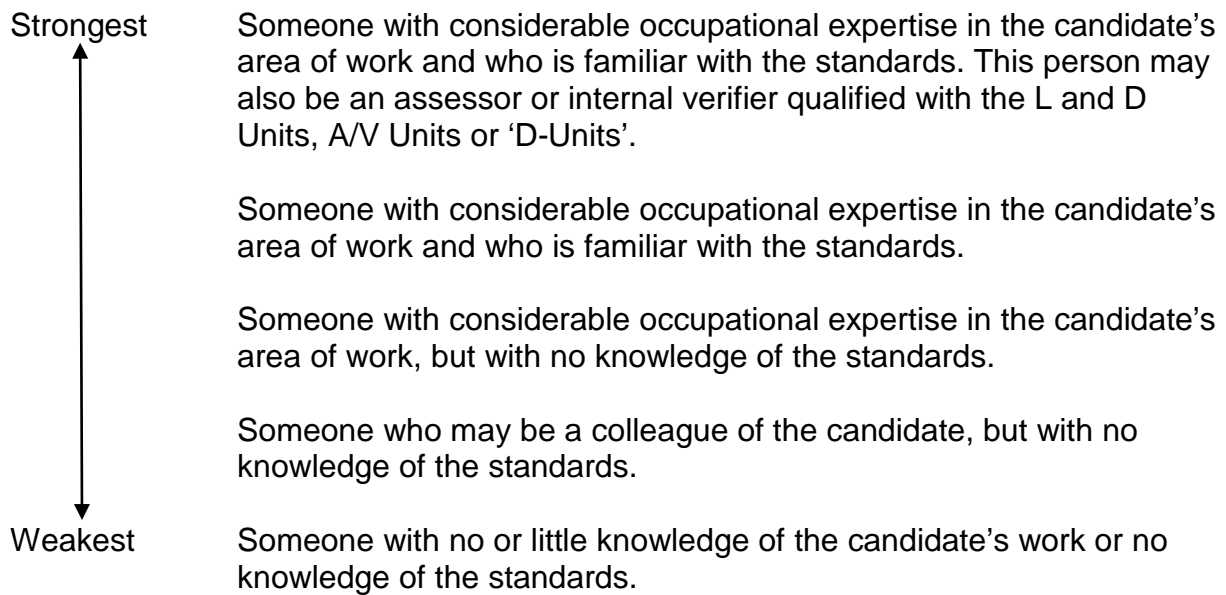 Strongest Someone with considerable occupational expertise in the candidate’s
area of work and who is familiar with the standards. This person may
also be an assessor or internal verifier qualified with the L and D
Units, A/V Units or ‘D-Units’.
Someone with considerable occupational expertise in the candidate’s
area of work and who is familiar with the standards.
Someone with considerable occupational expertise in the candidate’s
area of work, but with no knowledge of the standards.
Someone who may be a colleague of the candidate, but with no
knowledge of the standards.
Weakest Someone with no or little knowledge of the candidate’s work or no
knowledge of the standards.